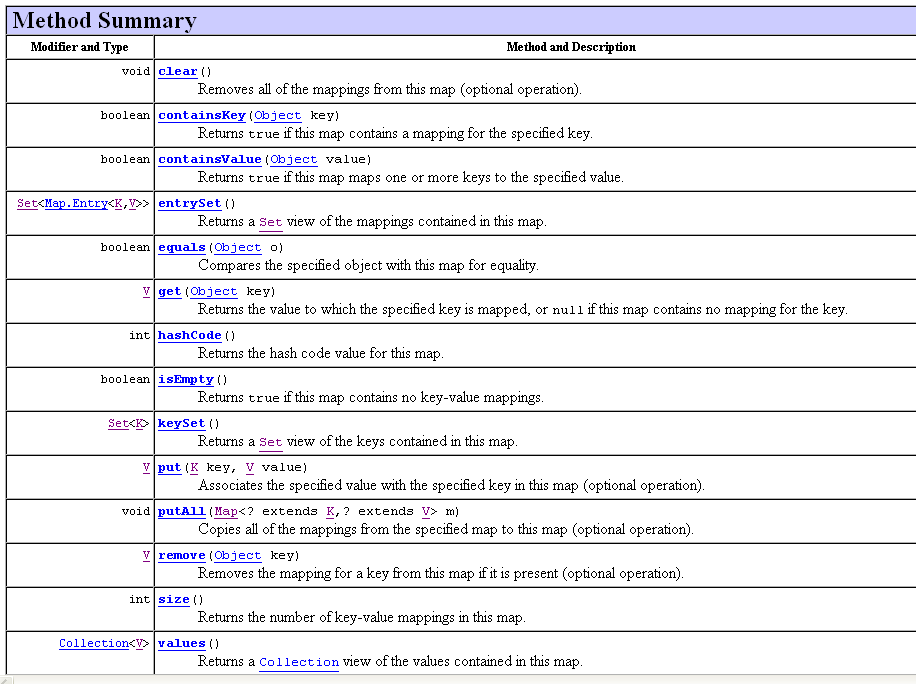 Method Summary
Modifier and Type Method and Description
void clear()
Removes all of the mappings from this map (optional operation).
boolean containsKey(Object key)
Returns true if this map contains a mapping for the specified key.
boolean containsValue(Object value)
Returns true if this map maps one or more keys to the specified value.
Set<Map.Entry<K,V>> entrySet()
Returns a Set view of the mappings contained in this map.
boolean equals(Object o)
Compares the specified object with this map for equality.
V get(Object key)
Returns the value to which the specified key is mapped, or null if this map contains no mapping for the key.
int hashCode()
Returns the hash code value for this map.
boolean isEmpty()
Returns true if this map contains no key-value mappings.
Set<K> keySet()
Returns a Set view of the keys contained in this map.
V put(K key, V value)
Associates the specified value with the specified key in this map (optional operation).
void putAll(Map<? extends K,? extends V> m)
Copies all of the mappings from the specified map to this map (optional operation).
V remove(Object key)
Removes the mapping for a key from this map if it is present (optional operation).
int size()
Returns the number of key-value mappings in this map.
Collection<V> values()
Returns a Collection view of the values contained in this map.